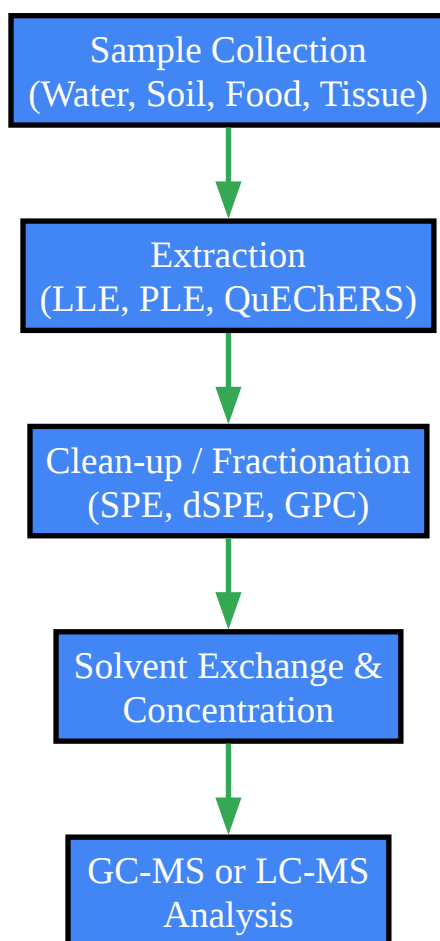 Sample Collection
(Water, Soil, Food, Tissue)
Extraction
(LLE, PLE, QuEChERS)
Clean-up / Fractionation
(SPE, dSPE, GPC)
Solvent Exchange &
Concentration
GC-MS or LC-MS
Analysis